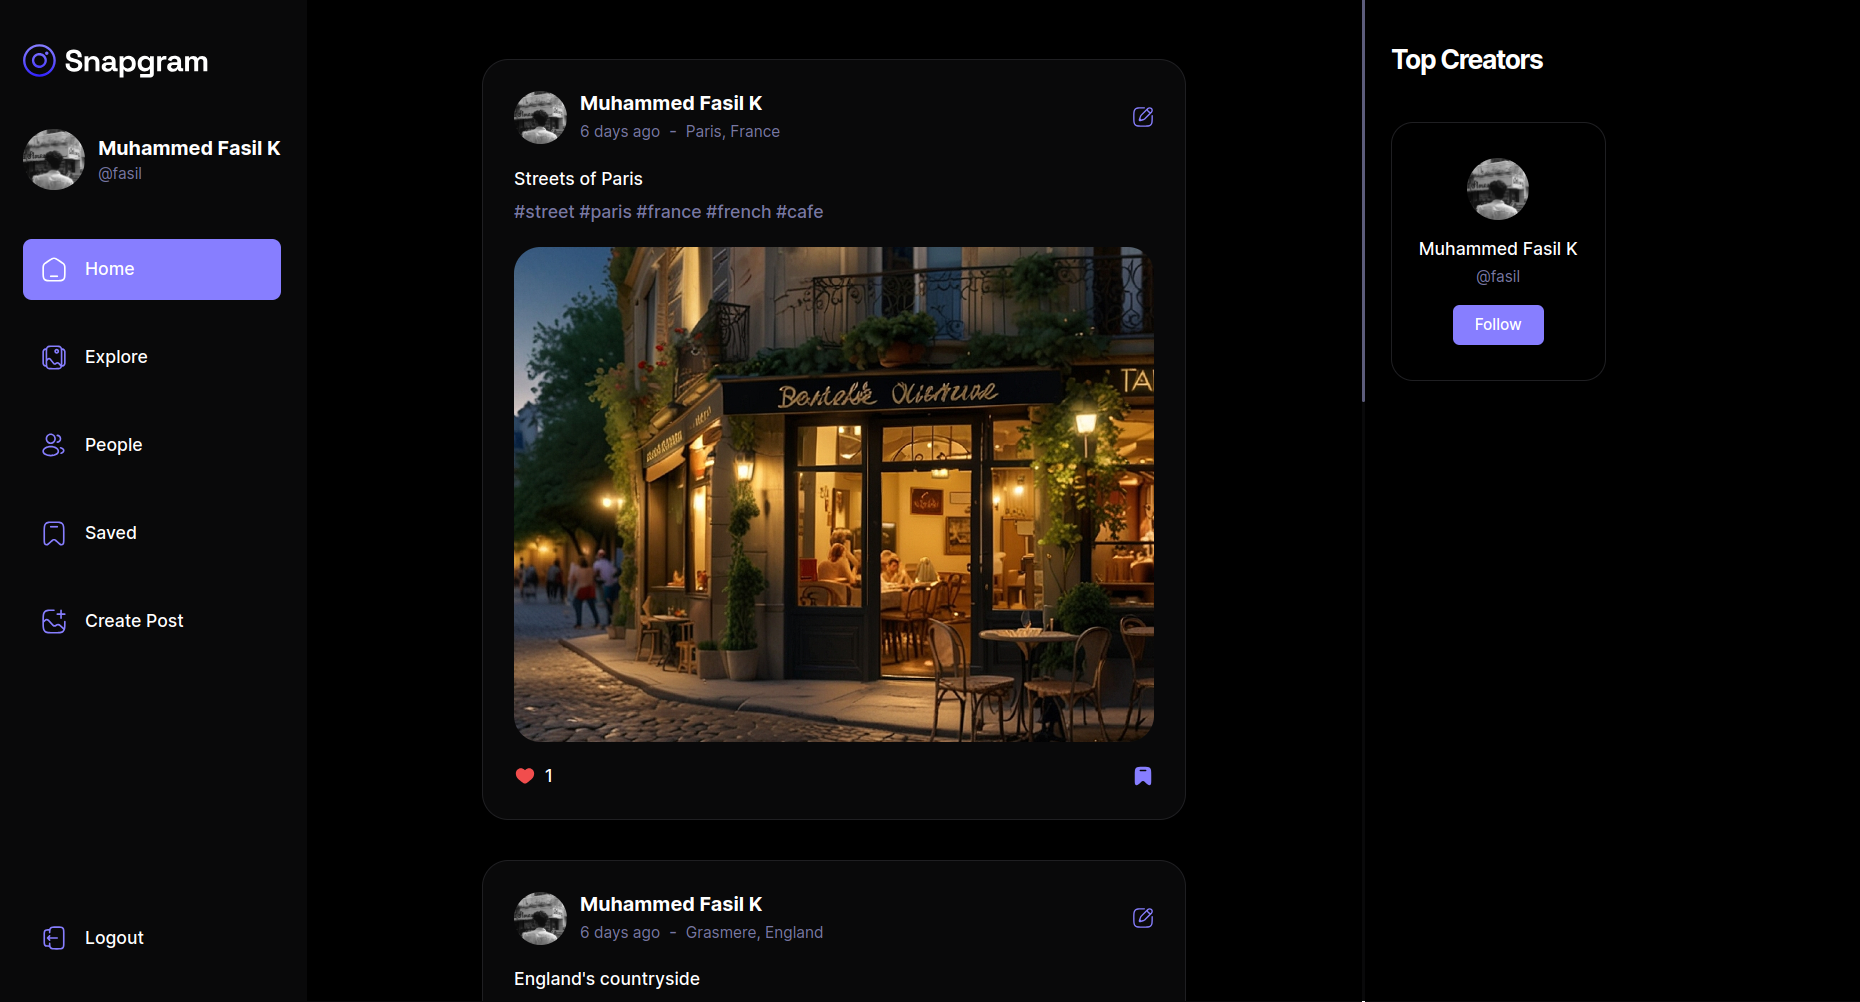 Snapgram
Muhammed Fasil K
@fasil
Home
Explore
People
Saved
Create Post
Logout
Muhammed Fasil K
6 days ago - Paris, France
Streets of Paris
#street #paris #france #french #cafe
TA
1
Muhammed Fasil K
6 days ago - Grasmere, England
England's countryside
Top Creators
Muhammed Fasil K
@fasil
Follow